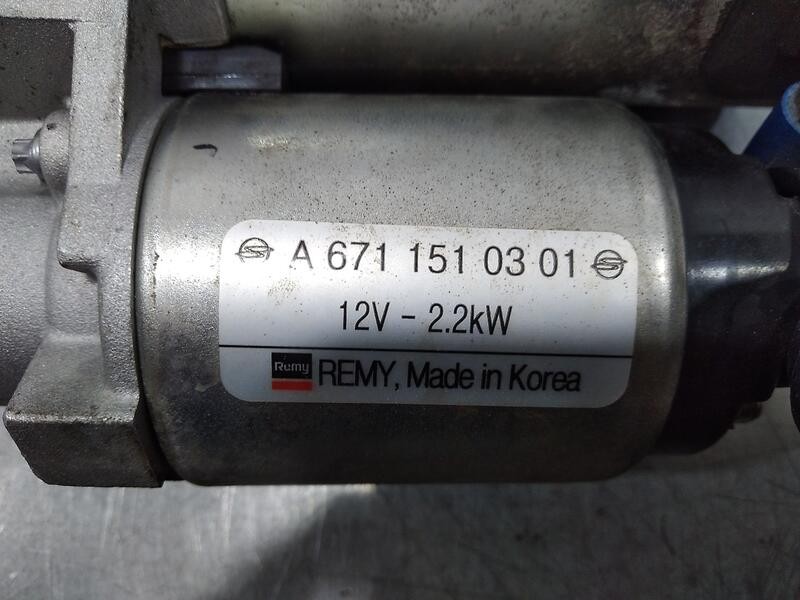 A 671 151 03 01
12V - 2.2kW
Remy REMY, Made in Korea